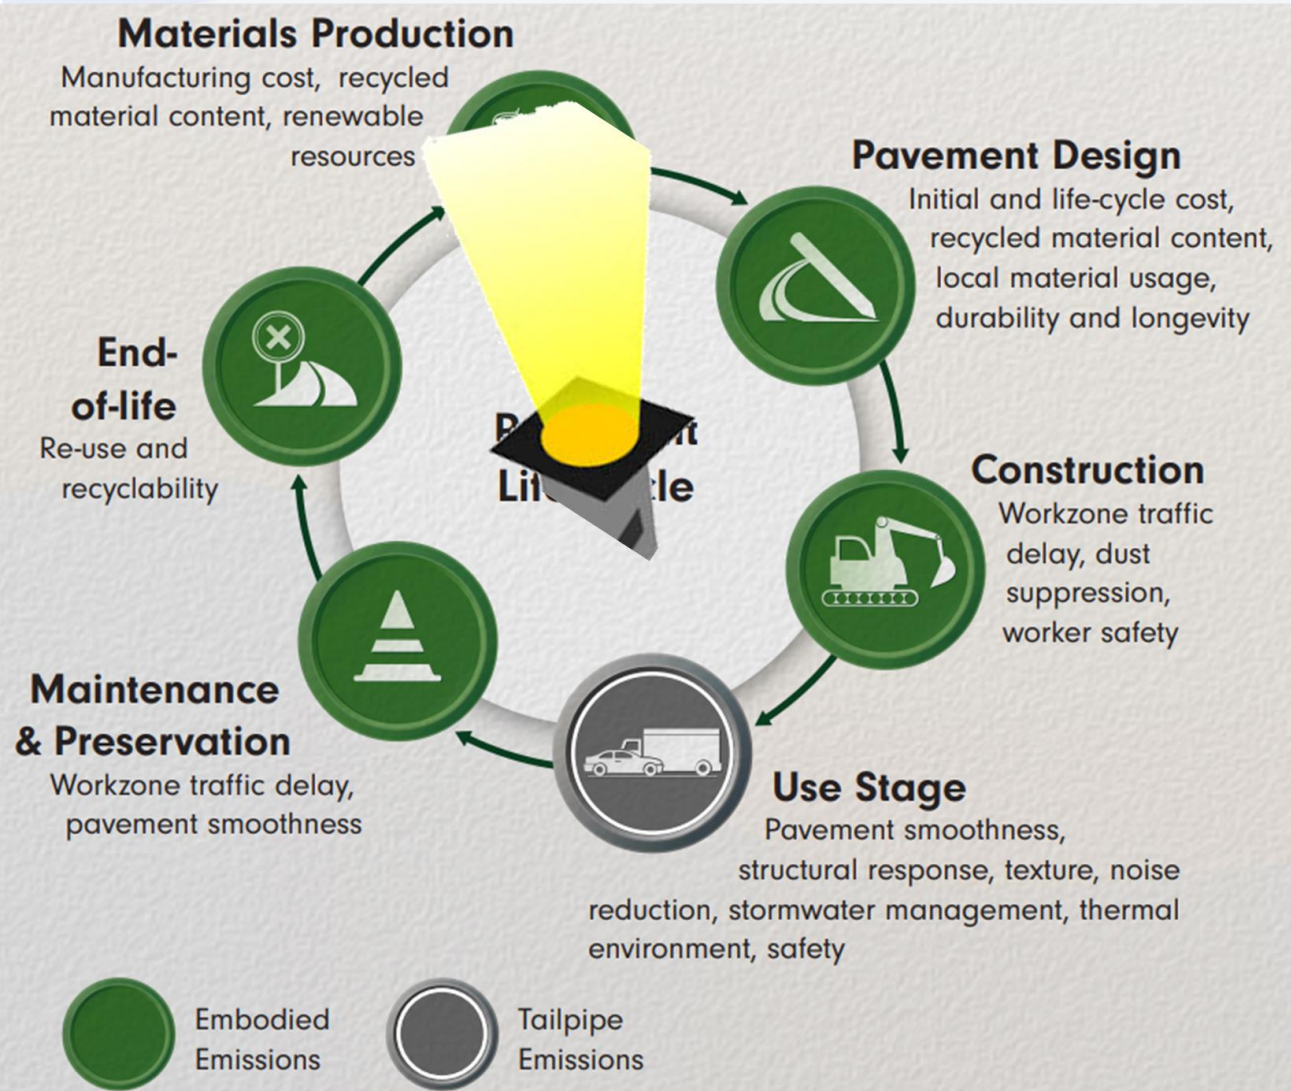 Materials Production
Manufacturing cost, recycled
material content, renewable
resources
Pavement Design
Initial and life-cycle cost,
recycled material content,
local material usage,
durability and longevity
Construction
Workzone traffic
delay, dust
suppression,
worker safety
Use Stage
Pavement smoothness,
structural response, texture, noise
reduction, stormwater management, thermal
environment, safety
Maintenance
& Preservation
Workzone traffic delay,
pavement smoothness
End-
of-life
Re-use and
recyclability
Embodied
Emissions
Tailpipe
Emissions